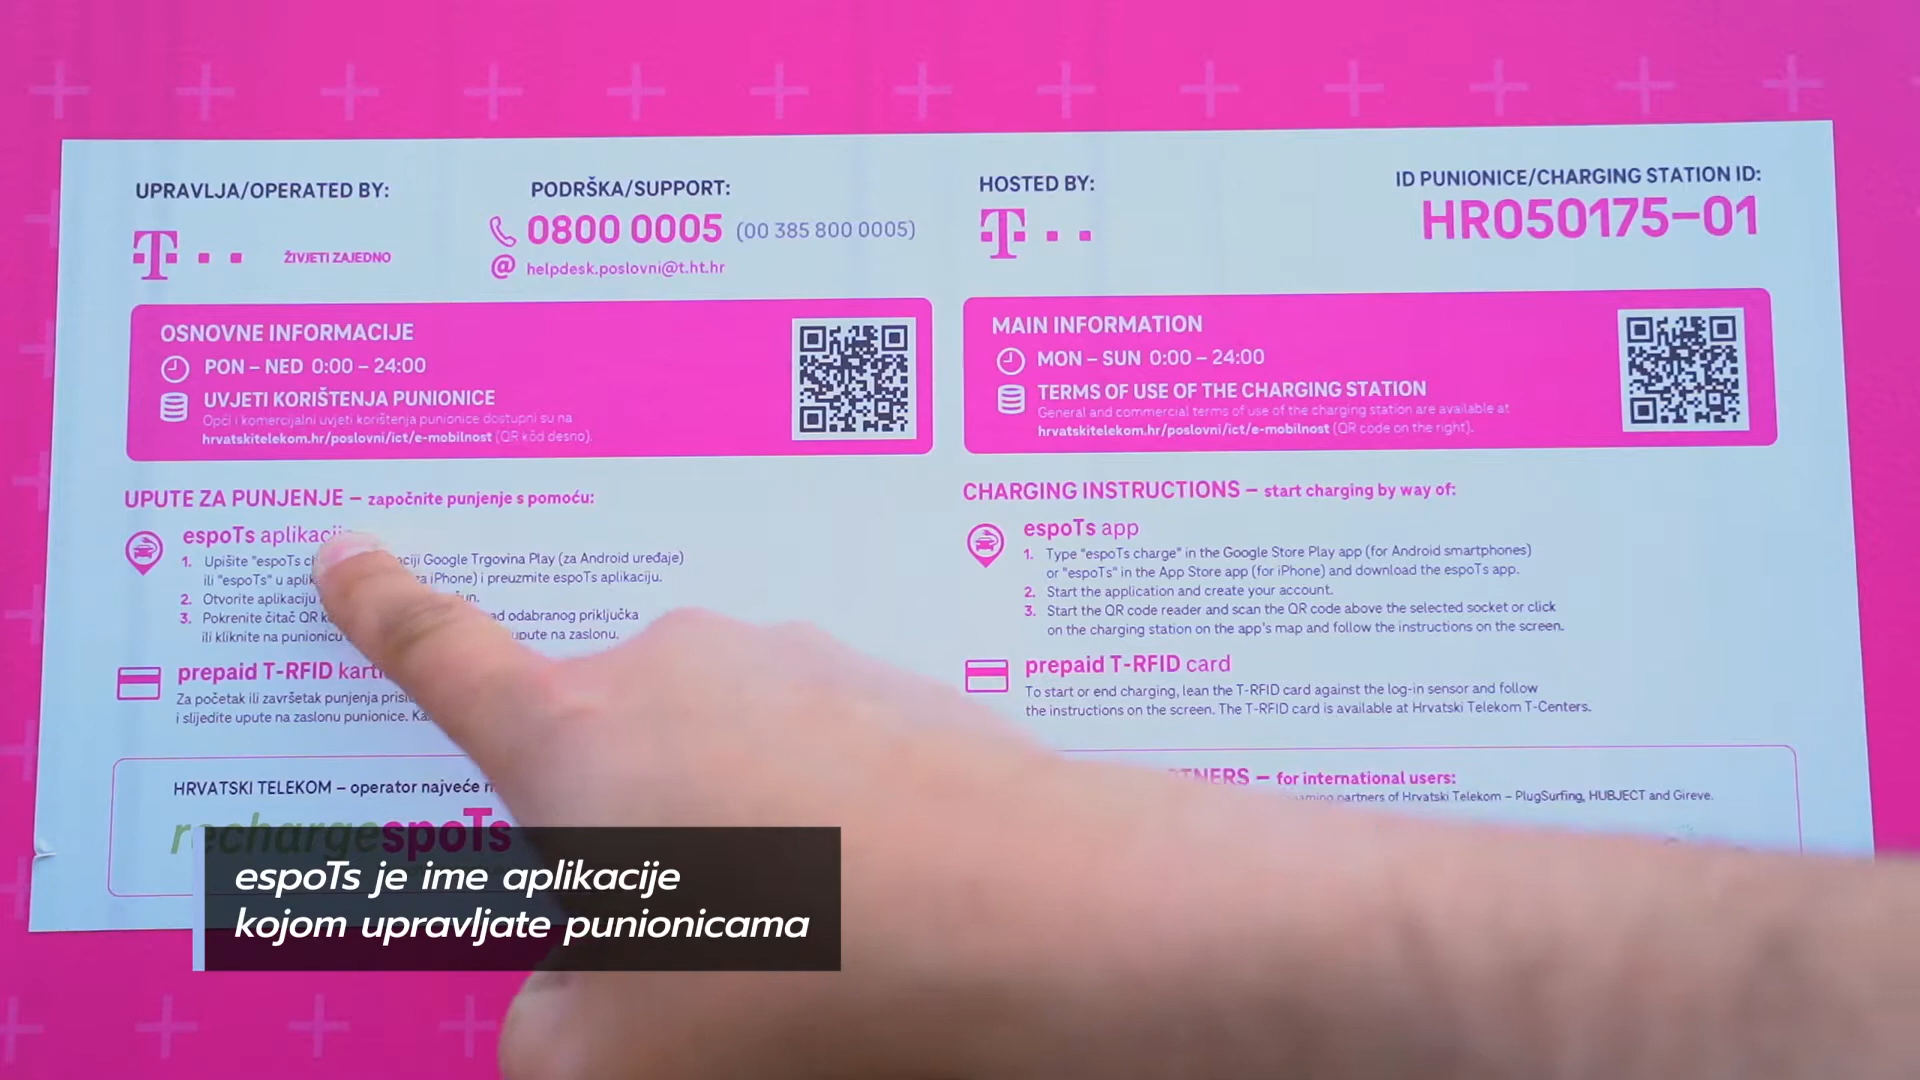 UPRAVLJA/OPERATED BY:
T
ŽIVJETI ZAJEDNO
PODRŠKA/SUPPORT:
0800 0005 (00 385 800 0005)
@ helpdesk.poslovni@t.ht.hr
HOSTED BY:
T
ID PUNIONICE/CHARGING STATION ID:
HR050175-01
OSNOVNE INFORMACIJE
PON – NED 0:00 – 24:00
UVJETI KORIŠTENJA PUNIONICE
Opći i komercijalni uvjeti korištenja punionice dostupni su na
hrvatskitelekom.hr/poslovni/ict/e-mobilnost (QR kôd desno).
MAIN INFORMATION
MON – SUN 0:00 – 24:00
TERMS OF USE OF THE CHARGING STATION
General and commercial terms of use of the charging station are available at
hrvatskitelekom.hr/poslovni/ict/e-mobilnost (QR code on the right).
UPUTE ZA PUNJENJE – započnite punjenje s pomoću:
espoTs
1. Upišite "espoTs Google Trgovina Play (za Android uređaje)
ili "espoTs" u iPhone) i preuzmite espoTs aplikaciju.
2. Otvorite aplikaciju
3. Pokrenite čitač QR odabranog priključka
ili kliknite na punionicu upute na zaslonu.
prepaid T-RFID
Za početak ili završetak punjenja
i slijedite upute na zaslonu punionice.
CHARGING INSTRUCTIONS – start charging by way of:
espoTs app
1. Type "espoTs charge" in the Google Store Play app (for Android smartphones)
or "espoTs" in the App Store app (for iPhone) and download the espoTs app.
2. Start the application and create your account.
3. Start the QR code reader and scan the QR code above the selected socket or click
on the charging station on the app's map and follow the instructions on the screen.
prepaid T-RFID card
To start or end charging, lean the T-RFID card against the log-in sensor and follow
the instructions on the screen. The T-RFID card is available at Hrvatski Telekom T-Centers.
HRVATSKI TELEKOM – operator najveće
rechargespoTs
– for international users:
partners of Hrvatski Telekom – PlugSurfing, HUBJECT and Gireve.
espoTs je ime aplikacije
kojom upravljate punionicama